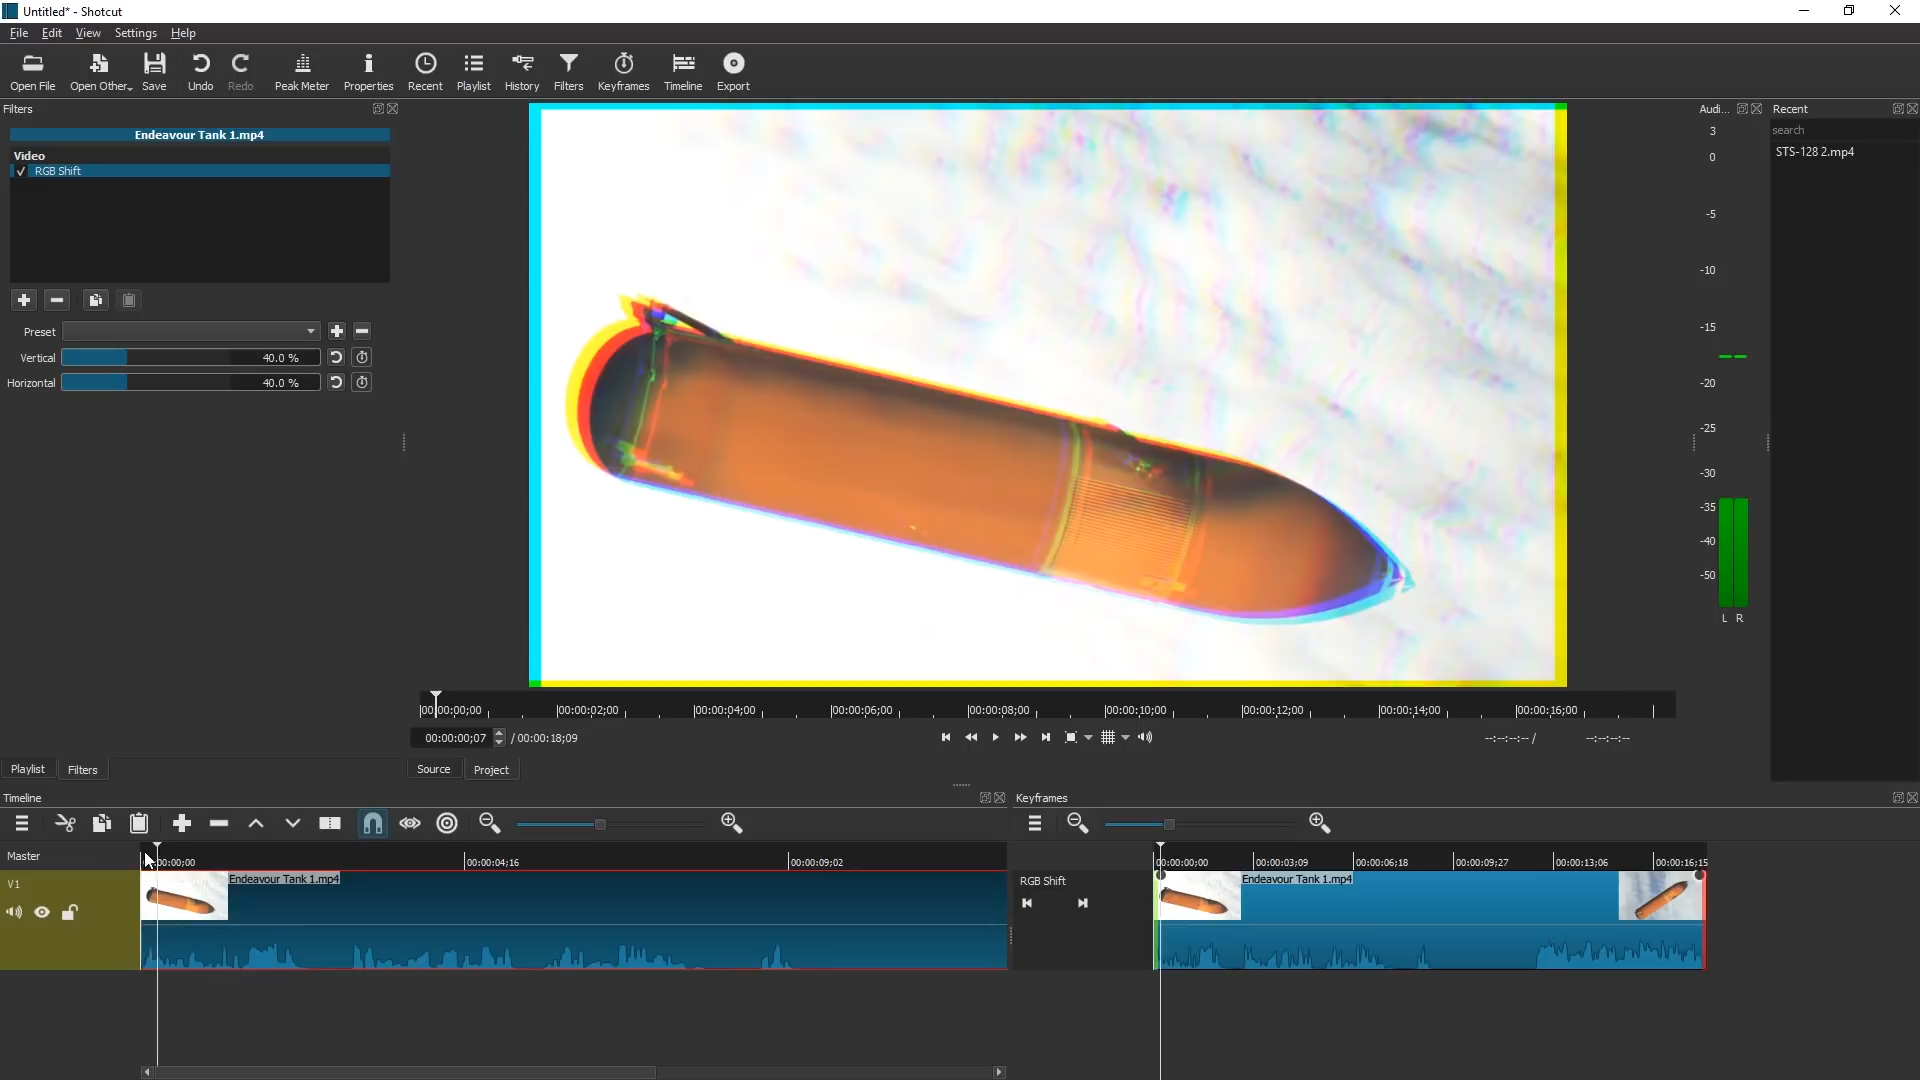 Untitled* - Shotcut
File Edit View Settings Help
Open File Open Other.. Save Undo Redo Peak Meter Properties Recent Playlist History Filters Keyframes Timeline Export
Filters
Endeavour Tank 1.mp4
Video
✓ RGB Shift
Preset
Vertical 40.0 %
Horizontal 40.0 %
Playlist Filters
00:00:00;00 00:00:02;00 00:00:04;00 00:00:06;00 00:00:08;00 00:00:10;00 00:00:12;00 00:00:14;00 00:00:16;00
00:00:00;07 / 00:00:18;09 --:--:--:-- / --:--:--:--
Source Project
Audi...
3
0
-5
-10
-15
-20
-25
-30
-35
-40
-50
L R
Recent
search
STS-128 2.mp4
Timeline
Master 00:00;00 00:00:04;16 00:00:09;02
V1
Endeavour Tank 1.mp4
Keyframes
00:00:00;00 00:00:03;09 00:00:06;18 00:00:09;27 00:00:13;06 00:00:16;15
RGB Shift
Endeavour Tank 1.mp4